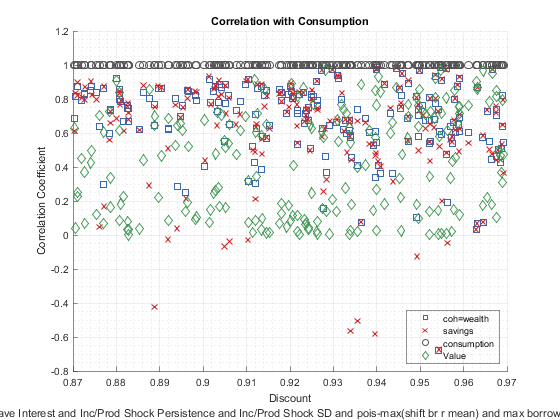 Correlation with Consumption
1.2
1
0.8
0.6
0.4
0.2
0
-0.2
-0.4
-0.6
-0.8
Correlation Coefficient
coh=wealth
savings
consumption
Value
0.87
0.88
0.89
0.9
0.91
0.92
0.93
0.94
0.95
0.96
0.97
Discount
ave Interest and Inc/Prod Shock Persistence and Inc/Prod Shock SD and pois-max(shift br r mean) and max borrow